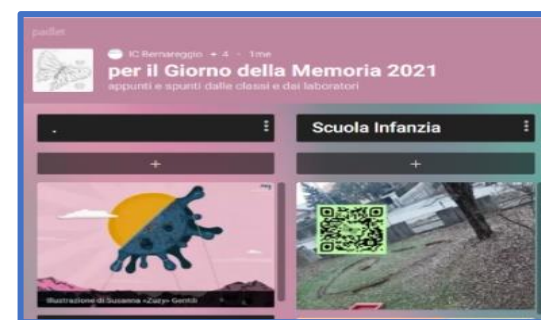 padlet
IC Bernareggio + 4 · 1me
per il Giorno della Memoria 2021
appunti e spunti dalle classi e dai laboratori
.
Scuola Infanzia
+
+
Illustrazione di Susanna «Zuzy» Gentili